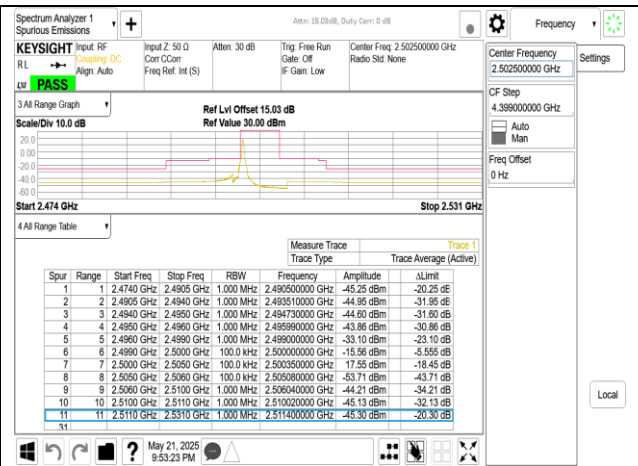 Spectrum Analyzer 1
Spurious Emissions
Attn: 15.03dB, Duty Corr: 0 dB
Frequency
KEYSIGHT Input: RF Input Z: 50 Ω Atten: 30 dB Trig: Free Run Center Freq: 2.502500000 GHz
RL Coupling: DC Corr CCorr Gate: Off Radio Std: None
Align: Auto Freq Ref: Int (S) IF Gain: Low
LXI PASS
Center Frequency
2.502500000 GHz
Settings
CF Step
4.399000000 GHz
Auto
Man
Freq Offset
0 Hz
3 All Range Graph
Ref Lvl Offset 15.03 dB
Scale/Div 10.0 dB Ref Value 30.00 dBm
20.0
0.00
-20.0
-40.0
-60.0
Start 2.474 GHz Stop 2.531 GHz
4 All Range Table
Measure Trace Trace 1
Trace Type Trace Average (Active)
Spur Range Start Freq Stop Freq RBW Frequency Amplitude ΔLimit
1 1 2.4740 GHz 2.4905 GHz 1.000 MHz 2.490500000 GHz -45.25 dBm -20.25 dB
2 2 2.4905 GHz 2.4940 GHz 1.000 MHz 2.493510000 GHz -44.95 dBm -31.95 dB
3 3 2.4940 GHz 2.4950 GHz 1.000 MHz 2.494730000 GHz -44.60 dBm -31.60 dB
4 4 2.4950 GHz 2.4960 GHz 1.000 MHz 2.495990000 GHz -43.86 dBm -30.86 dB
5 5 2.4960 GHz 2.4990 GHz 1.000 MHz 2.499000000 GHz -33.10 dBm -23.10 dB
6 6 2.4990 GHz 2.5000 GHz 100.0 kHz 2.500000000 GHz -15.56 dBm -5.555 dB
7 7 2.5000 GHz 2.5050 GHz 100.0 kHz 2.500350000 GHz 17.55 dBm -18.45 dB
8 8 2.5050 GHz 2.5060 GHz 100.0 kHz 2.505080000 GHz -53.71 dBm -43.71 dB
9 9 2.5060 GHz 2.5100 GHz 1.000 MHz 2.506040000 GHz -44.21 dBm -34.21 dB
10 10 2.5100 GHz 2.5110 GHz 1.000 MHz 2.510020000 GHz -45.13 dBm -32.13 dB
11 11 2.5110 GHz 2.5310 GHz 1.000 MHz 2.511400000 GHz -45.30 dBm -20.30 dB
31
Local
May 21, 2025
9:53:23 PM